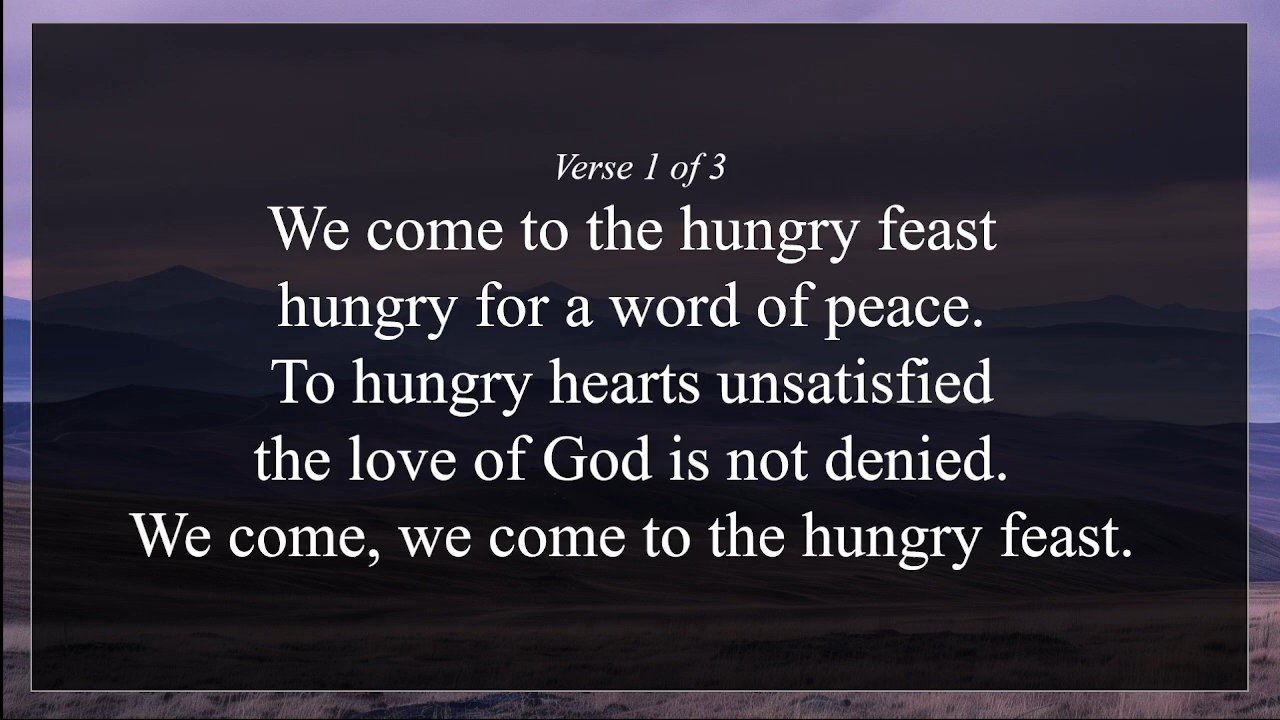 Verse 1 of 3
We come to the hungry feast
hungry for a word of peace.
To hungry hearts unsatisfied
the love of God is not denied.
We come, we come to the hungry feast.